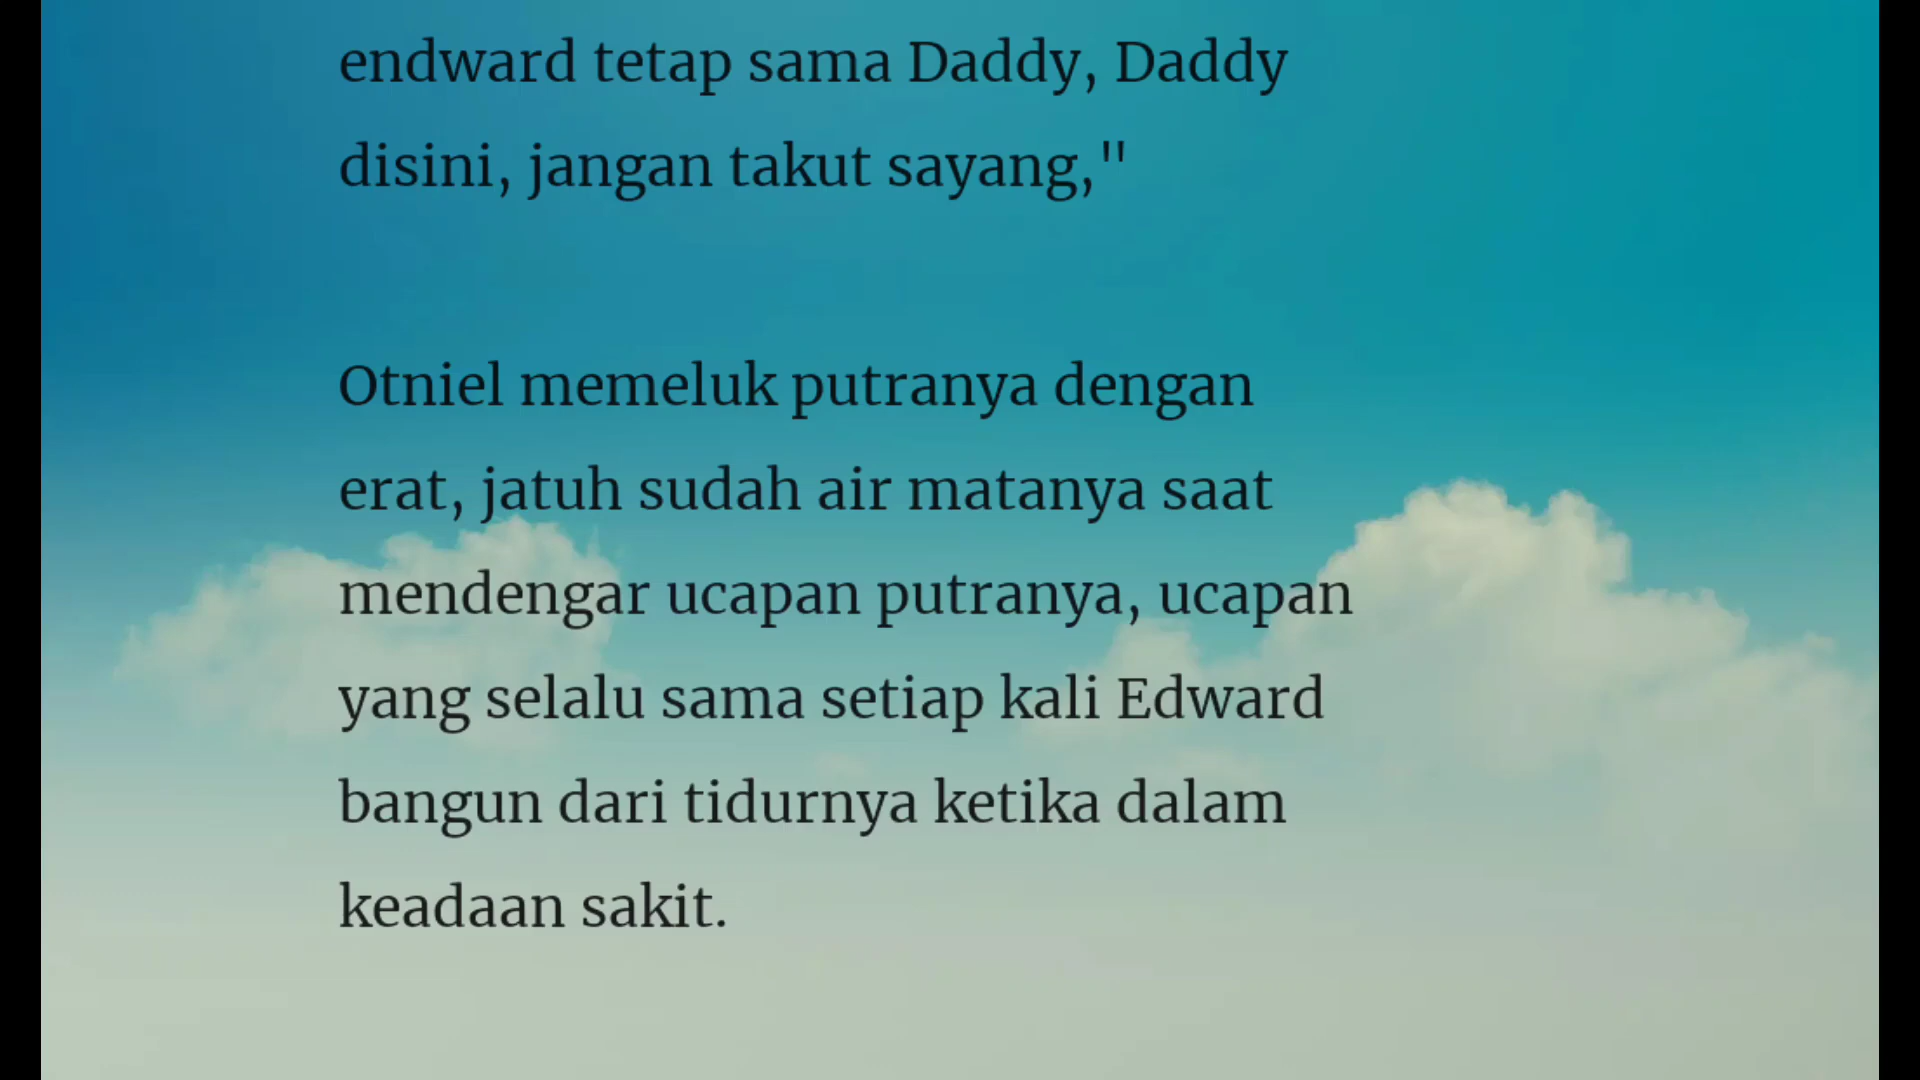 endward tetap sama Daddy, Daddy
disini, jangan takut sayang,"
Otniel memeluk putranya dengan
erat, jatuh sudah air matanya saat
mendengar ucapan putranya, ucapan
yang selalu sama setiap kali Edward
bangun dari tidurnya ketika dalam
keadaan sakit.